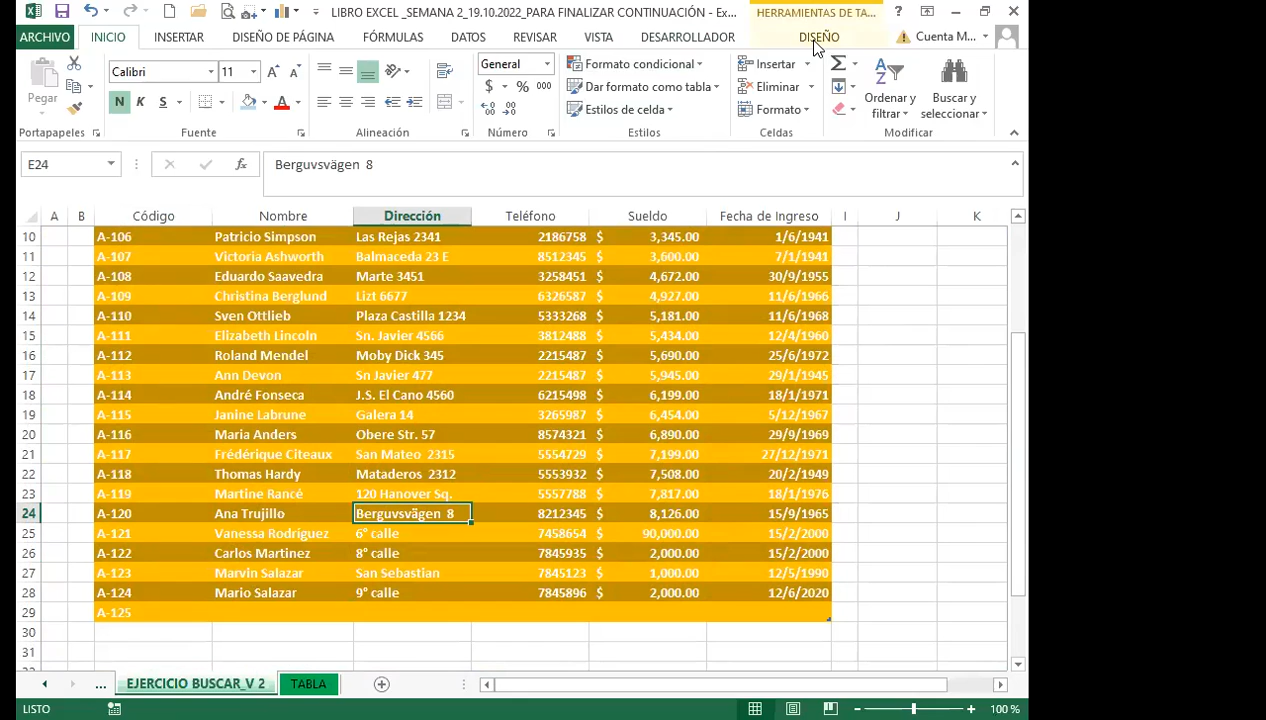 LIBRO EXCEL _SEMANA 2_19.10.2022_PARA FINALIZAR CONTINUACIÓN - Ex...
HERRAMIENTAS DE TA...
ARCHIVO INICIO INSERTAR DISEÑO DE PÁGINA FÓRMULAS DATOS REVISAR VISTA DESARROLLADOR DISEÑO Cuenta M...
Calibri 11 General Formato condicional Insertar
Pegar N K S $ % 000 Dar formato como tabla Eliminar Ordenar y filtrar Buscar y seleccionar
Estilos de celda Formato
Portapapeles Fuente Alineación Número Estilos Celdas Modificar
E24 fx Berguvsvägen 8
A B Código Nombre Dirección Teléfono Sueldo Fecha de Ingreso I J K
10 A-106 Patricio Simpson Las Rejas 2341 2186758 $ 3,345.00 1/6/1941
11 A-107 Victoria Ashworth Balmaceda 23 E 8512345 $ 3,600.00 7/1/1941
12 A-108 Eduardo Saavedra Marte 3451 3258451 $ 4,672.00 30/9/1955
13 A-109 Christina Berglund Lizt 6677 6326587 $ 4,927.00 11/6/1966
14 A-110 Sven Ottlieb Plaza Castilla 1234 5333268 $ 5,181.00 11/6/1968
15 A-111 Elizabeth Lincoln Sn. Javier 4566 3812488 $ 5,434.00 12/4/1960
16 A-112 Roland Mendel Moby Dick 345 2215487 $ 5,690.00 25/6/1972
17 A-113 Ann Devon Sn Javier 477 2215487 $ 5,945.00 29/1/1945
18 A-114 André Fonseca J.S. El Cano 4560 6215498 $ 6,199.00 18/1/1971
19 A-115 Janine Labrune Galera 14 3265987 $ 6,454.00 5/12/1967
20 A-116 Maria Anders Obere Str. 57 8574321 $ 6,890.00 29/9/1969
21 A-117 Frédérique Citeaux San Mateo 2315 5554729 $ 7,199.00 27/12/1971
22 A-118 Thomas Hardy Mataderos 2312 5553932 $ 7,508.00 20/2/1949
23 A-119 Martine Rancé 120 Hanover Sq. 5557788 $ 7,817.00 18/1/1976
24 A-120 Ana Trujillo Berguvsvägen 8 8212345 $ 8,126.00 15/9/1965
25 A-121 Vanessa Rodríguez 6° calle 7458654 $ 90,000.00 15/2/2000
26 A-122 Carlos Martinez 8° calle 7845935 $ 2,000.00 15/2/2000
27 A-123 Marvin Salazar San Sebastian 7845123 $ 1,000.00 12/5/1990
28 A-124 Mario Salazar 9° calle 7845896 $ 2,000.00 12/6/2020
29 A-125
30
31
... EJERCICIO BUSCAR_V 2 TABLA
LISTO 100 %